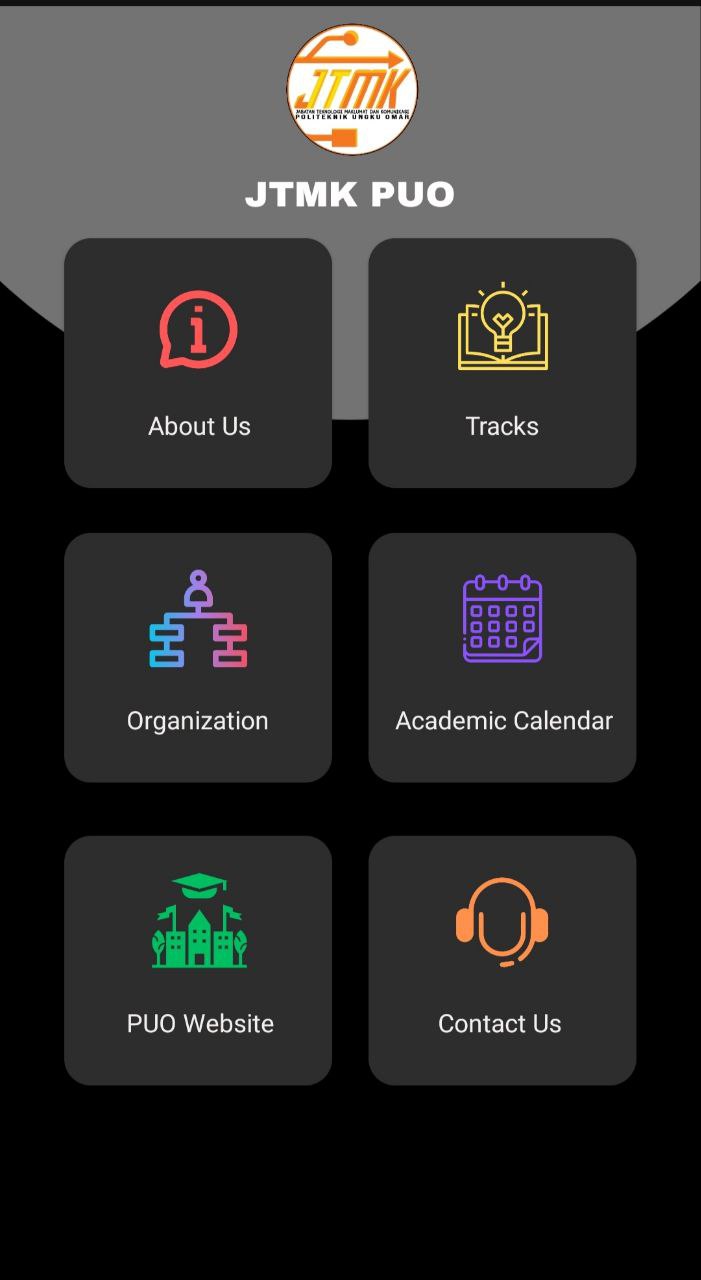 JTMK
JABATAN TEKNOLOGI MAKLUMAT DAN KOMUNIKASI
POLITEKNIK UNGKU OMAR
JTMK PUO
About Us
Tracks
Organization
Academic Calendar
PUO Website
Contact Us